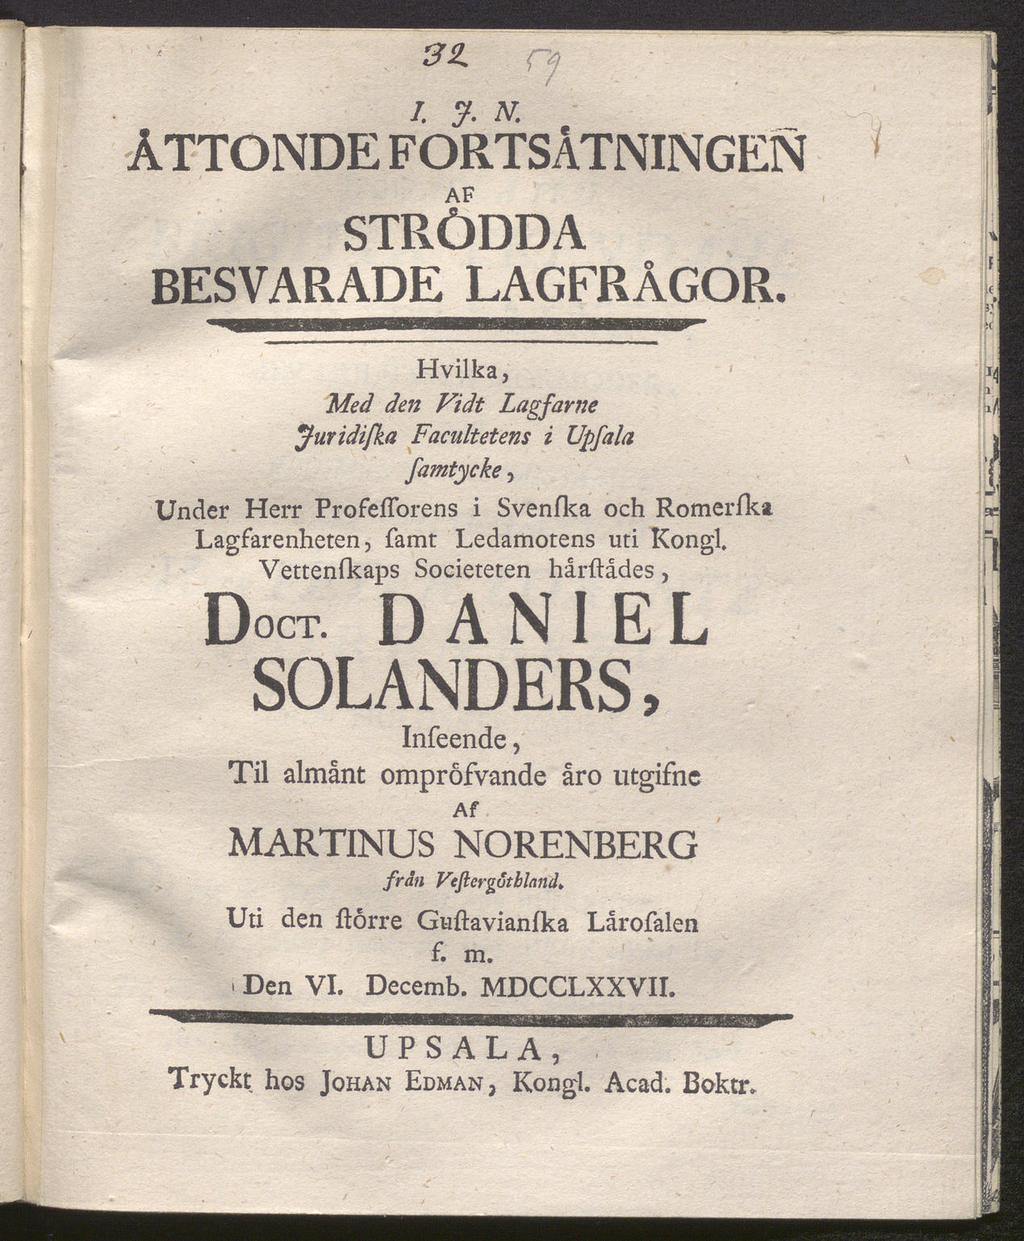 32 59
I. J. N.
ÅTTONDE FORTSÅTNINGEN
AF
STRÖDDA
BESVARADE LAGFRÅGOR.
Hvilka,
Med den Vidt Lagfarne
Juridiſka Facultetens i Upſala
ſamtycke,
Under Herr Profeſſorens i Svenſka och Romerſka
Lagfarenheten, ſamt Ledamotens uti Kongl.
Vettenſkaps Societeten hårſtådes,
DOCT. DANIEL
SOLANDERS,
Inſeende,
Til almånt ompröfvande åro utgifne
Af
MARTINUS NORENBERG
från Veſtergöthland.
Uti den ſtörre Guſtavianſka Låroſalen
f. m.
Den VI. Decemb. MDCCLXXVII.
UPSALA,
Tryckt hos JOHAN EDMAN, Kongl. Acad. Boktr.